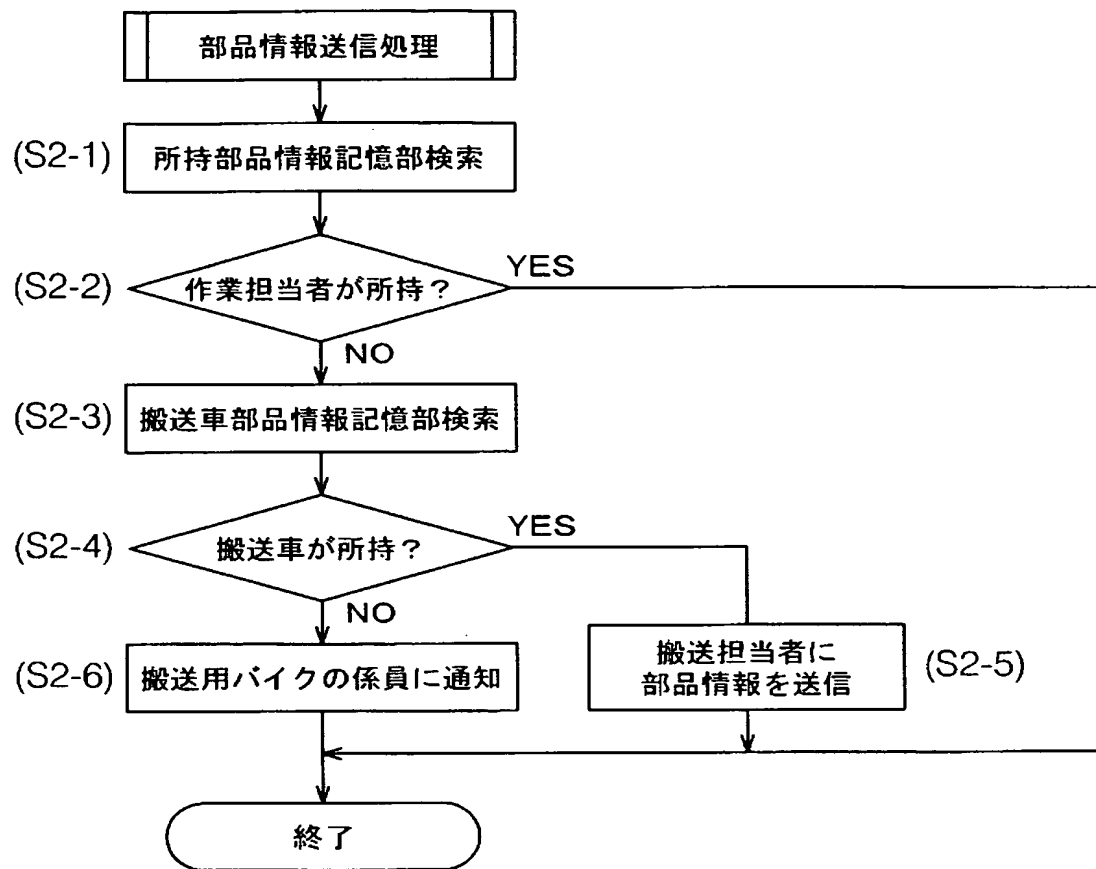 部品情報送信処理
(S2-1)
所持部品情報記憶部検索
(S2-2)
作業担当者が所持？
YES
NO
(S2-3)
搬送車部品情報記憶部検索
(S2-4)
搬送車が所持？
YES
NO
(S2-6)
搬送用バイクの係員に通知
搬送担当者に
部品情報を送信
(S2-5)
終了